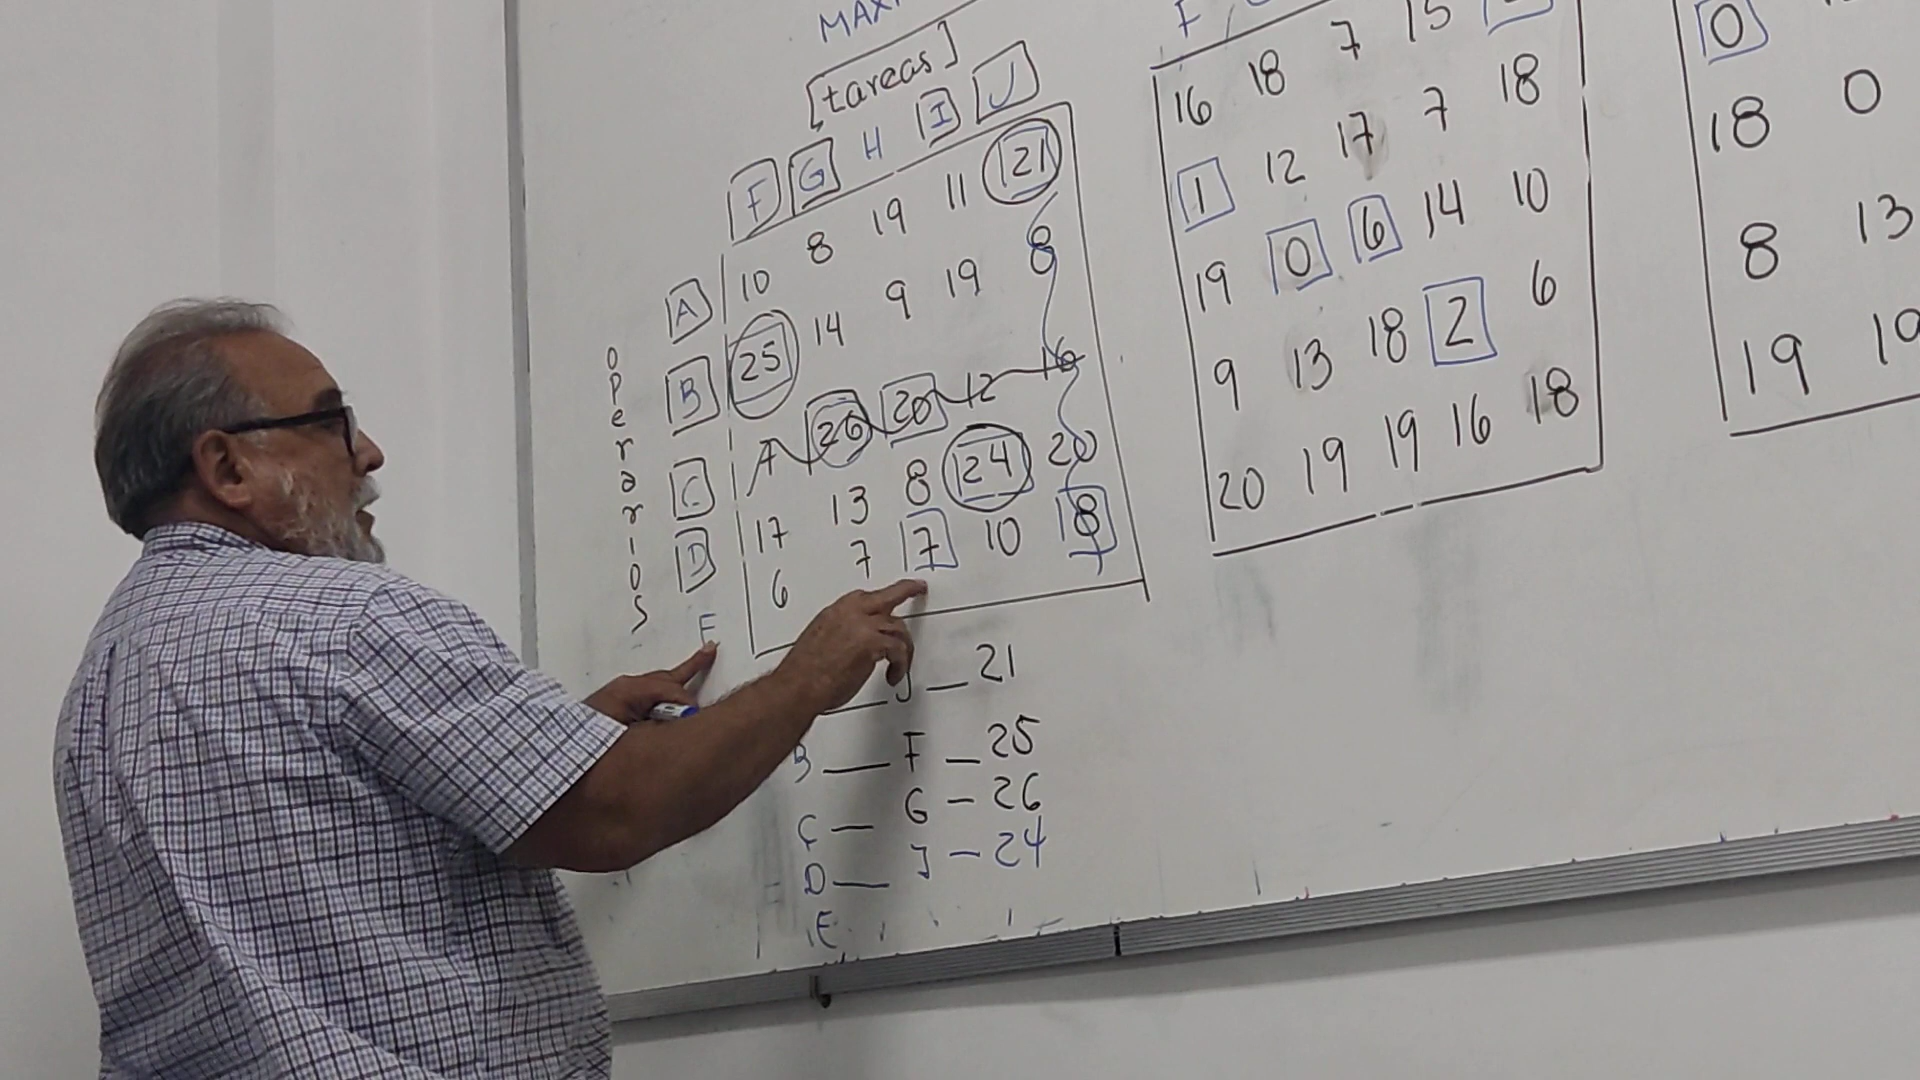 MAX
[tareas]
F G H I J
A 10 8 19 11 21
B 25 14 9 19 8
C 7 26 20 12 16
D 17 13 8 24 20
E 6 7 7 10 18
operarios
J — 21
B — F — 25
C — G — 26
D — I — 24
E
F
16 18 7 15
1 12 17 7 18
19 0 6 14 10
9 13 18 2 6
20 19 19 16 18
0
18 0
8 13
19 19